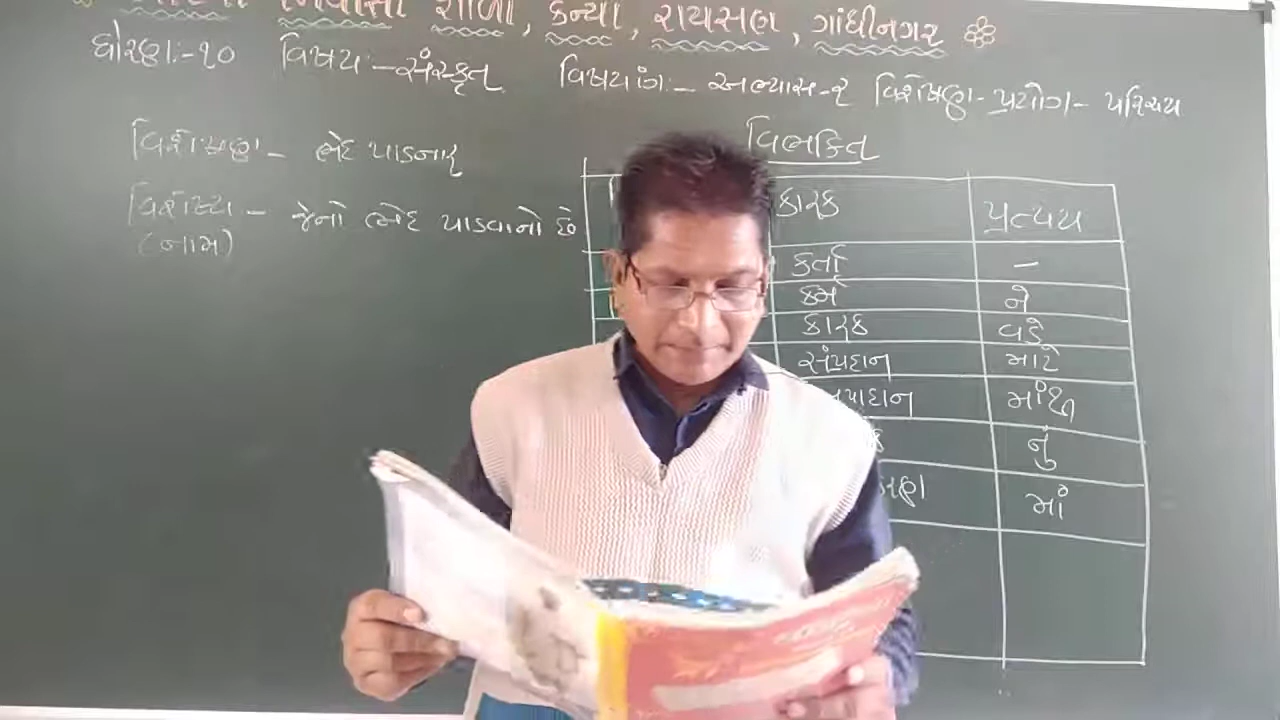 નિવાસી શાળા, કન્યા, રાયસણ, ગાંધીનગર
ધોરણ:-૧૦ વિષય:-સંસ્કૃત વિષયાંગ:- અભ્યાસ-૨ વિશેષણ-પ્રયોગ- પરિચય
વિશેષણ - ભેદ પાડનાર
વિશેષ્ય - જેનો ભેદ પાડવાનો છે
(નામ)
વિભકિત
કારક પ્રત્યય
કર્તા -
કર્મ ને
કારક વડે
સંપ્રદાન માટે
પાદાન માંથી
નું
રણ માં